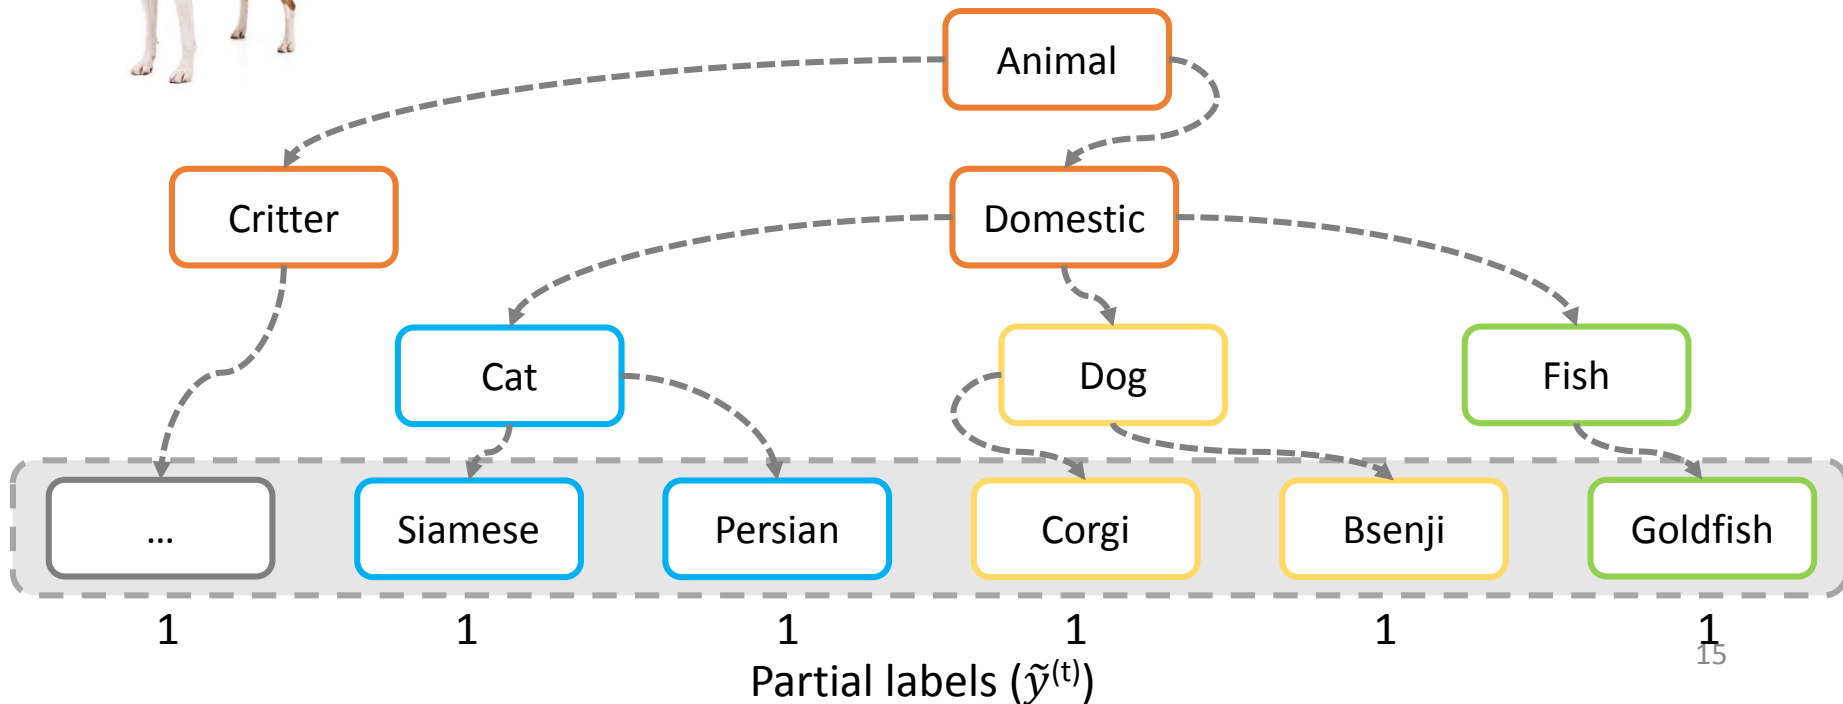 Animal
Critter Domestic
Cat Dog Fish
... Siamese Persian Corgi Bsenji Goldfish
1 1 1 1 1 1
15
Partial labels (ỹ⁽ᵗ⁾)